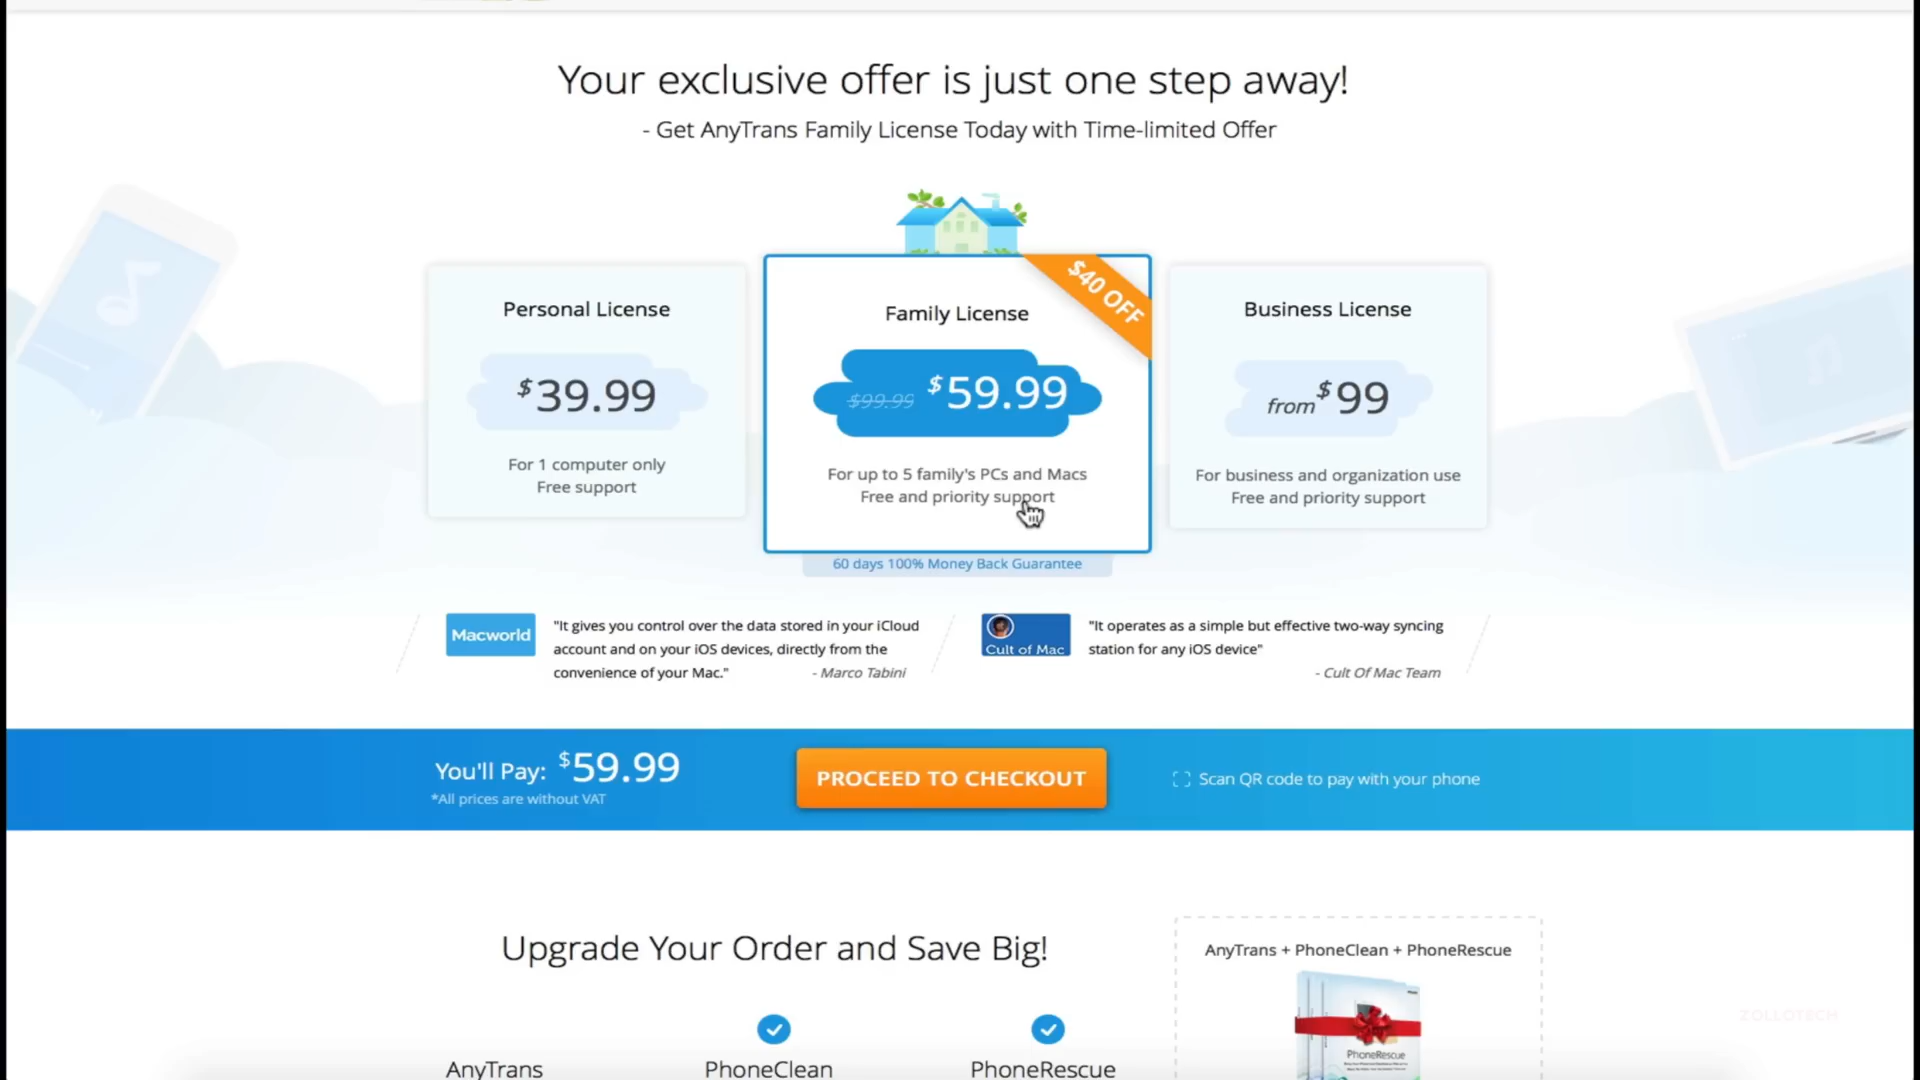 Your exclusive offer is just one step away!
- Get AnyTrans Family License Today with Time-limited Offer
Personal License
$39.99
For 1 computer only
Free support
$40 OFF
Family License
$99.99 $59.99
For up to 5 family's PCs and Macs
Free and priority support
60 days 100% Money Back Guarantee
Business License
from $99
For business and organization use
Free and priority support
Macworld
"It gives you control over the data stored in your iCloud
account and on your iOS devices, directly from the
convenience of your Mac."
- Marco Tabini
Cult of Mac
"It operates as a simple but effective two-way syncing
station for any iOS device"
- Cult Of Mac Team
You'll Pay: $59.99
*All prices are without VAT
PROCEED TO CHECKOUT
Scan QR code to pay with your phone
Upgrade Your Order and Save Big!
AnyTrans
PhoneClean
PhoneRescue
AnyTrans + PhoneClean + PhoneRescue
PhoneRescue
ZOLLOTECH